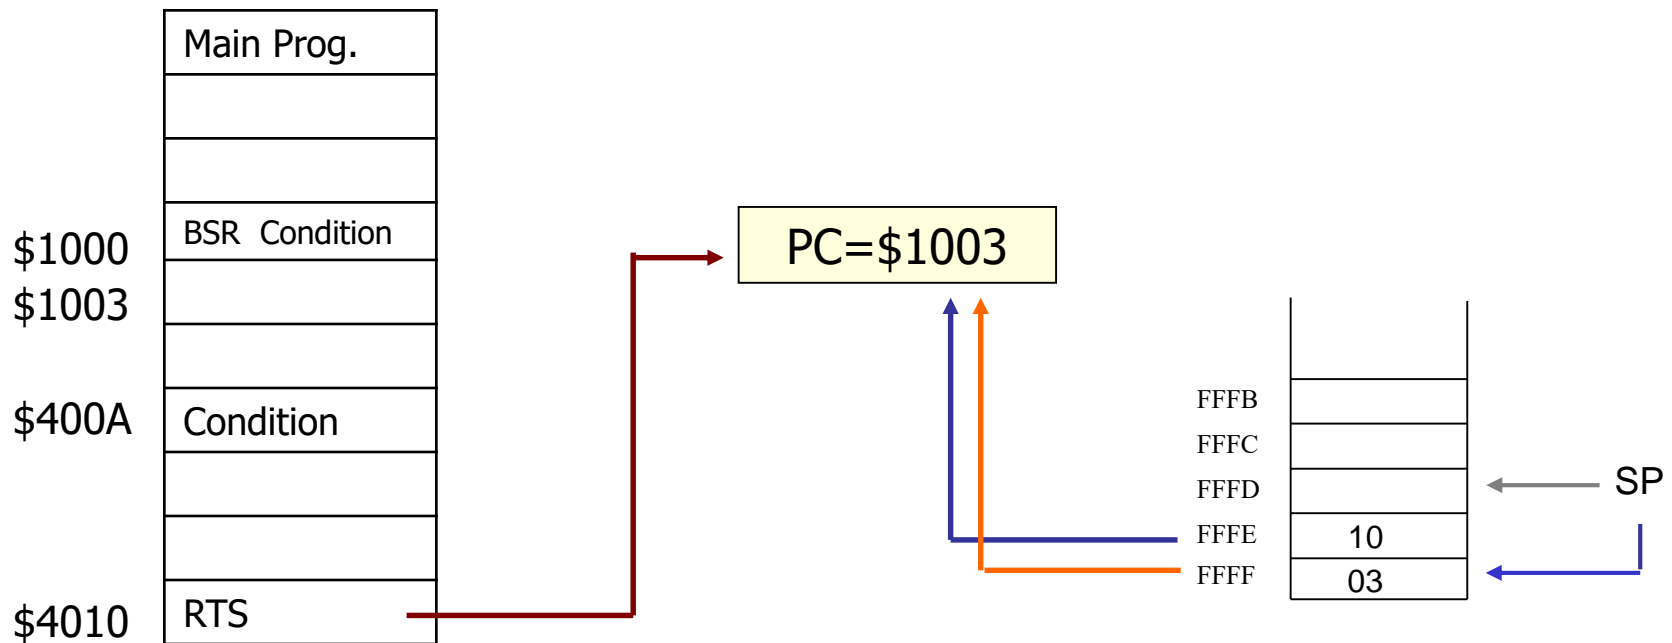 Main Prog.
$1000
BSR  Condition
$1003
$400A
Condition
$4010
RTS
PC=$1003
FFFB
FFFC
FFFD
SP
FFFE
10
FFFF
03